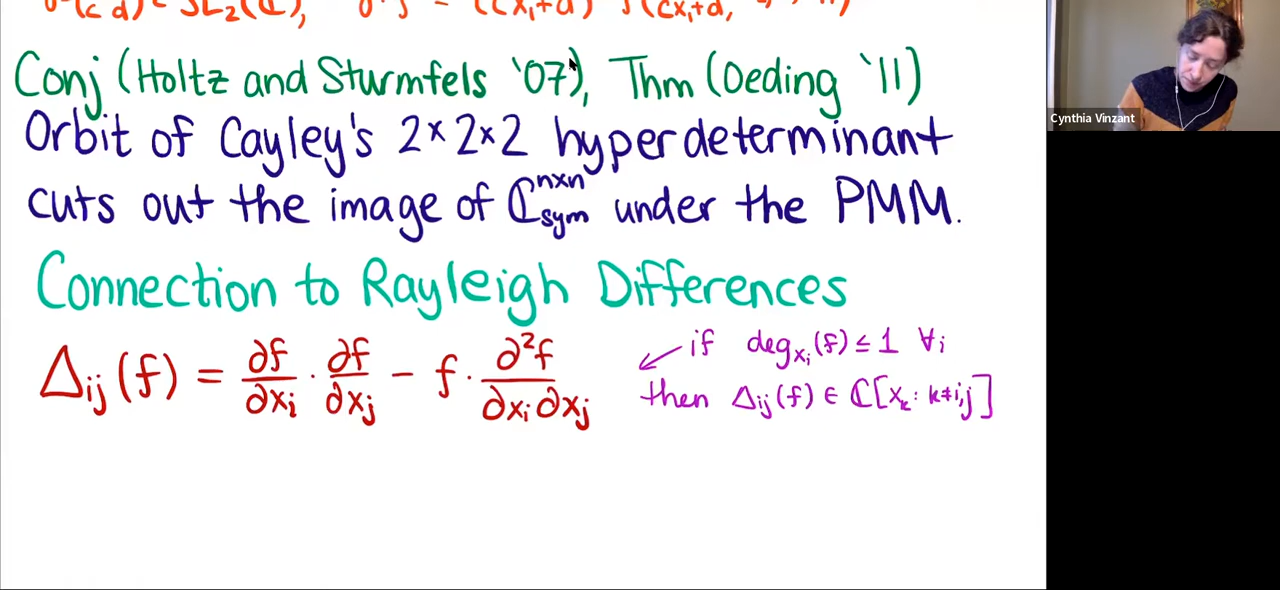 Conj (Holtz and Sturmfels '07), Thm (Oeding '11)
Orbit of Cayley's 2×2×2 hyperdeterminant
cuts out the image of ℂ^{n×n}_{sym} under the PMM.
Connection to Rayleigh Differences
Δ_{ij}(f) = ∂f/∂x_i · ∂f/∂x_j − f · ∂²f/∂x_i∂x_j
if deg_{x_i}(f) ≤ 1 ∀i
then Δ_{ij}(f) ∈ ℂ[x_k : k≠i,j]
Cynthia Vinzant